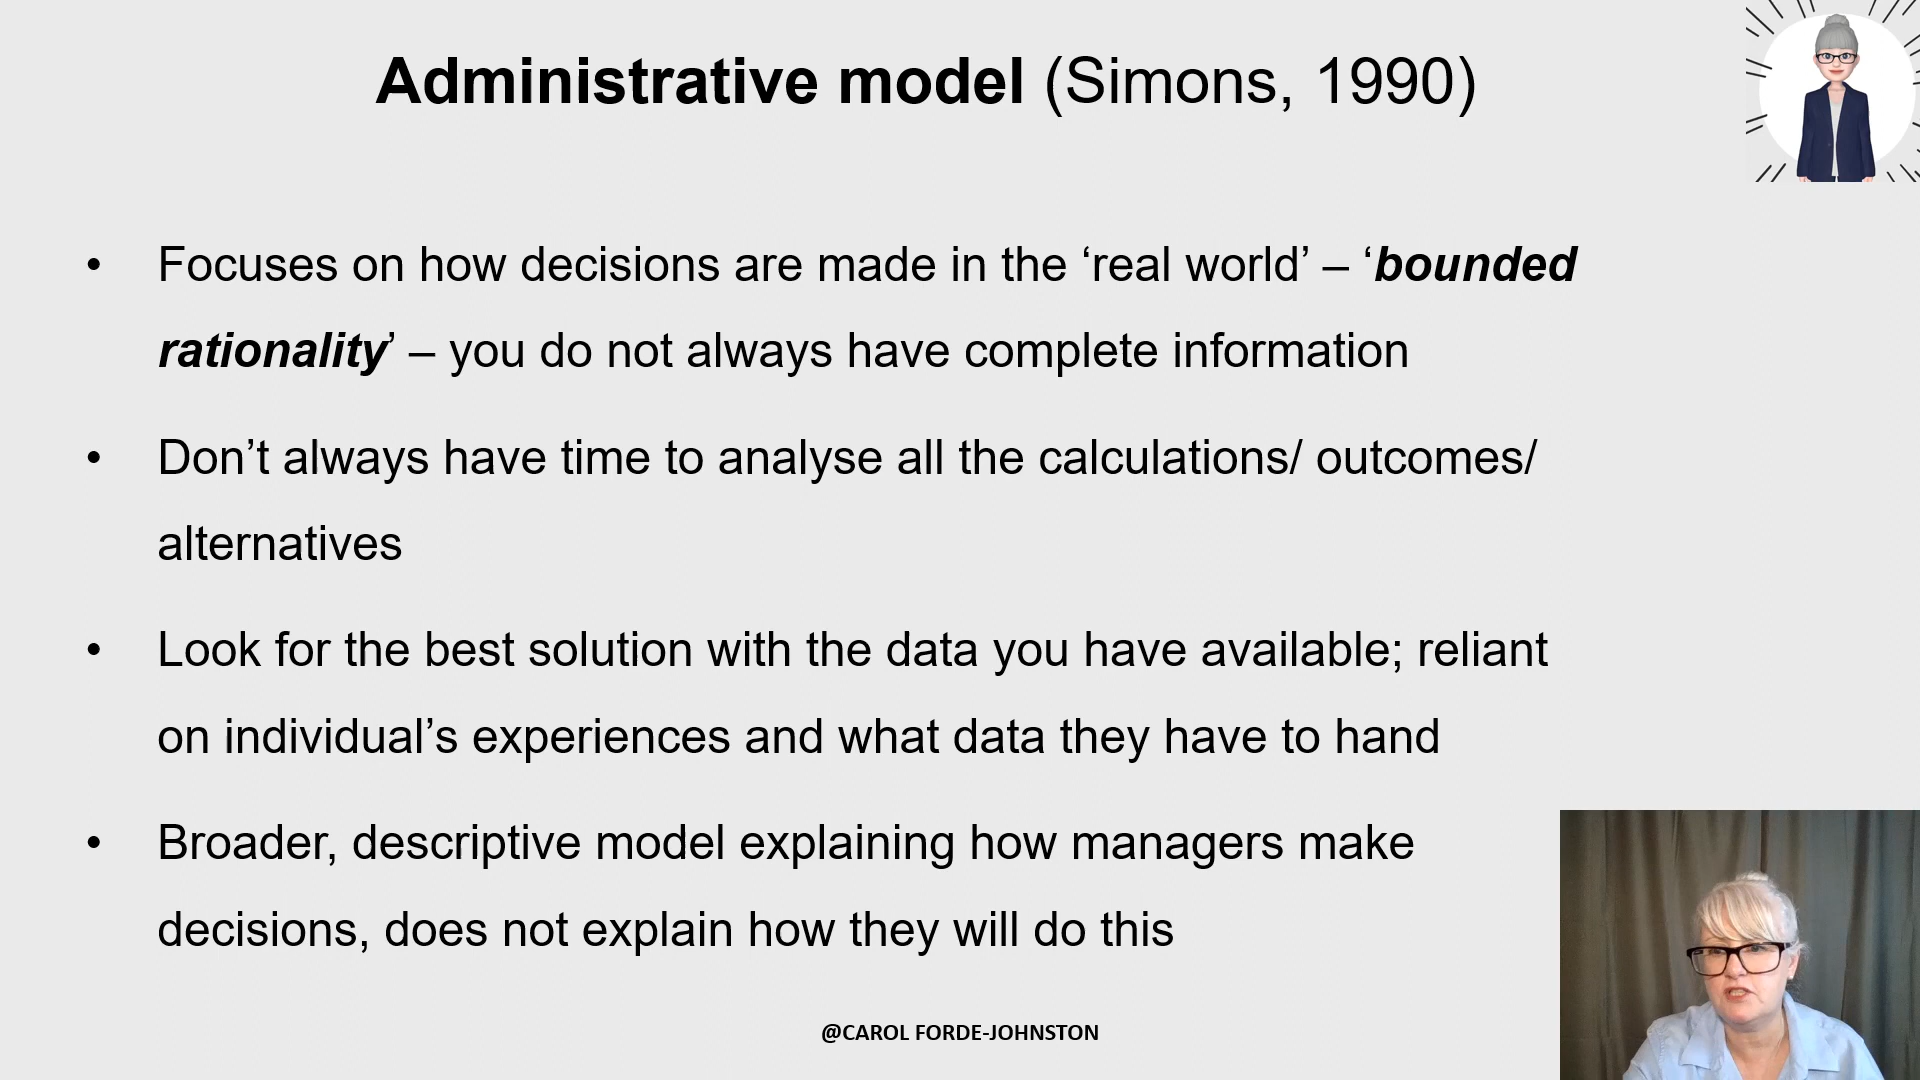 Administrative model (Simons, 1990)
• Focuses on how decisions are made in the ‘real world’ – ‘bounded
rationality’ – you do not always have complete information
• Don’t always have time to analyse all the calculations/ outcomes/
alternatives
• Look for the best solution with the data you have available; reliant
on individual’s experiences and what data they have to hand
• Broader, descriptive model explaining how managers make
decisions, does not explain how they will do this
@CAROL FORDE-JOHNSTON